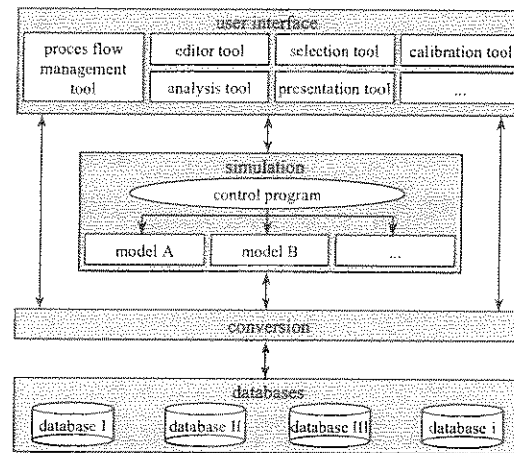 user interface
proces flow
management
tool
editor tool
selection tool
calibration tool
analysis tool
presentation tool
...
simulation
control program
model A
model B
...
conversion
databases
database I
database II
database III
database i